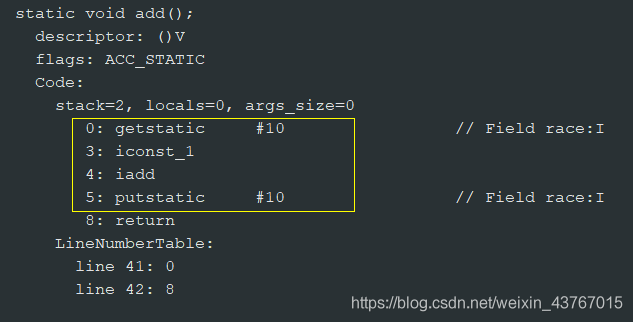 static void add();
descriptor: ()V
flags: ACC_STATIC
Code:
stack=2, locals=0, args_size=0
0: getstatic #10 // Field race:I
3: iconst_1
4: iadd
5: putstatic #10 // Field race:I
8: return
LineNumberTable:
line 41: 0
line 42: 8
https://blog.csdn.net/weixin_43767015